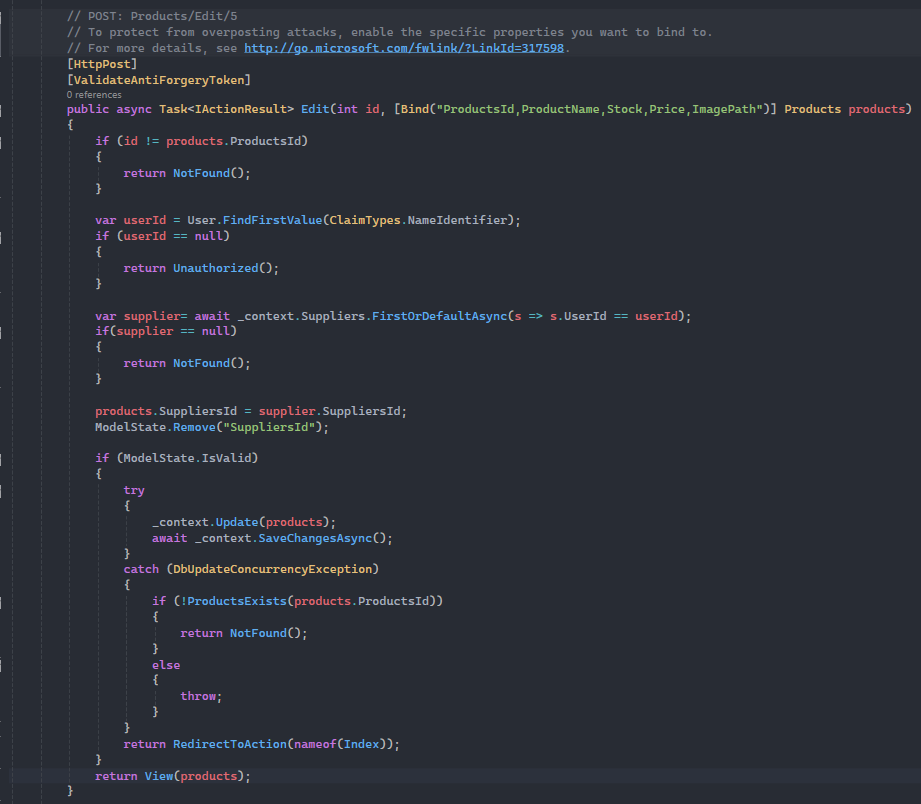 // POST: Products/Edit/5
// To protect from overposting attacks, enable the specific properties you want to bind to.
// For more details, see http://go.microsoft.com/fwlink/?LinkId=317598.
[HttpPost]
[ValidateAntiForgeryToken]
0 references
public async Task<IActionResult> Edit(int id, [Bind("ProductsId,ProductName,Stock,Price,ImagePath")] Products products)
{
    if (id != products.ProductsId)
    {
        return NotFound();
    }

    var userId = User.FindFirstValue(ClaimTypes.NameIdentifier);
    if (userId == null)
    {
        return Unauthorized();
    }

    var supplier= await _context.Suppliers.FirstOrDefaultAsync(s => s.UserId == userId);
    if(supplier == null)
    {
        return NotFound();
    }

    products.SuppliersId = supplier.SuppliersId;
    ModelState.Remove("SuppliersId");

    if (ModelState.IsValid)
    {
        try
        {
            _context.Update(products);
            await _context.SaveChangesAsync();
        }
        catch (DbUpdateConcurrencyException)
        {
            if (!ProductsExists(products.ProductsId))
            {
                return NotFound();
            }
            else
            {
                throw;
            }
        }
        return RedirectToAction(nameof(Index));
    }
    return View(products);
}